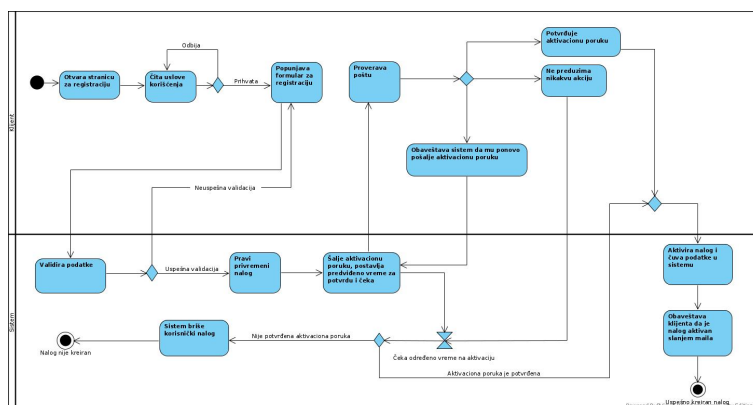 Klijent
Otvara stranicu
za registraciju
Odbija
Čita uslove
korišćenja
Prihvata
Popunjava
formular za
registraciju
Proverava
poštu
Potvrđuje
aktivacionu poruku
Ne preduzima
nikakvu akciju
Obaveštava sistem da mu ponovo
pošalje aktivacionu poruku
Neuspešna validacija
Sistem
Validira podatke
Uspešna validacija
Pravi
privremeni
nalog
Šalje aktivacionu
poruku, postavlja
predviđeno vreme za
potvrdu i čeka
Aktivira nalog i
čuva podatke u
sistemu
Sistem briše
korisnički nalog
Nije potvrđena aktivaciona poruka
Čeka određeno vreme na aktivaciju
Nalog nije kreiran
Aktivaciona poruka je potvrđena
Obaveštava
klijenta da je
nalog aktivan
slanjem maila
Uspešno kreiran nalog